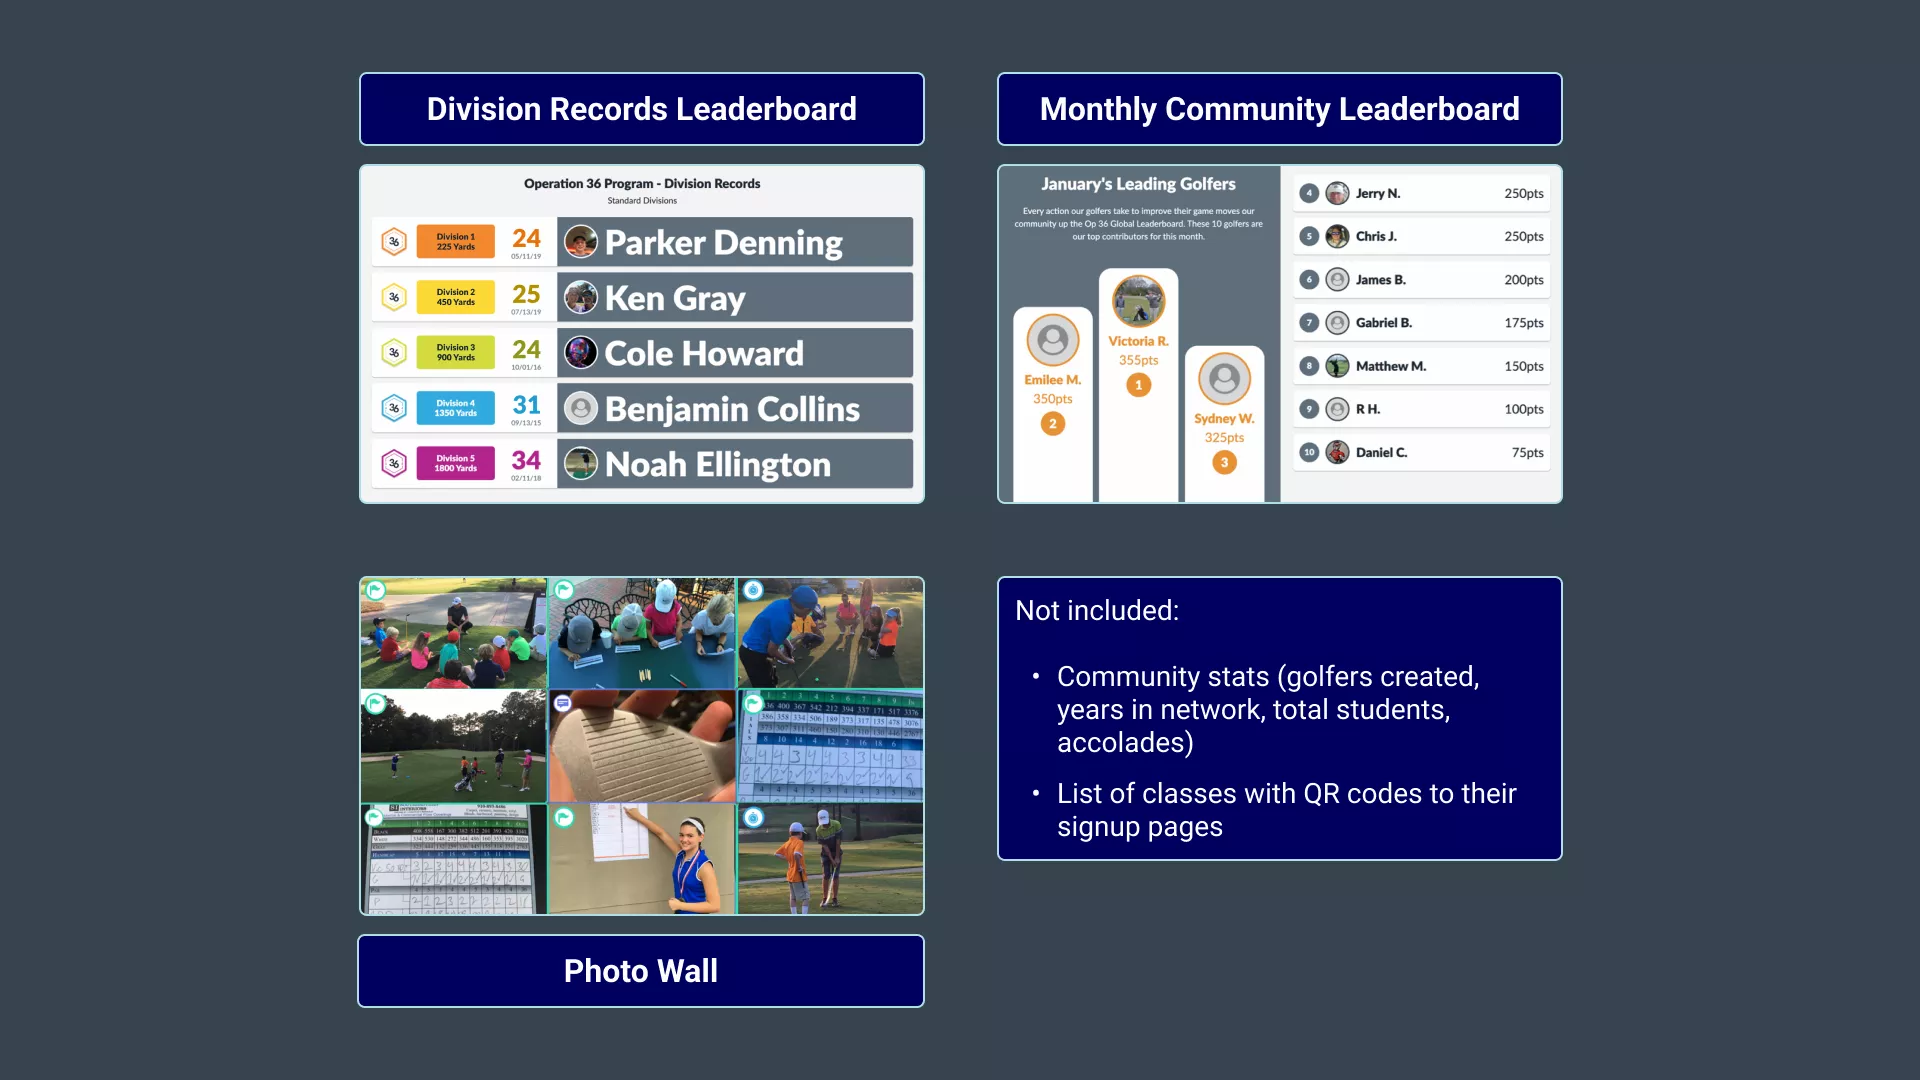 Division Records Leaderboard
Operation 36 Program - Division Records
Standard Divisions
36
Division 1
225 Yards
24
05/11/19
Parker Denning
36
Division 2
450 Yards
25
07/13/19
Ken Gray
36
Division 3
900 Yards
24
10/01/16
Cole Howard
36
Division 4
1350 Yards
31
09/13/15
Benjamin Collins
36
Division 5
1800 Yards
34
02/11/18
Noah Ellington
Monthly Community Leaderboard
January's Leading Golfers
Every action our golfers take to improve their game moves our
community up the Op 36 Global Leaderboard. These 10 golfers are
our top contributors for this month.
Emilee M.
350pts
2
Victoria R.
355pts
1
Sydney W.
325pts
3
4 Jerry N. 250pts
5 Chris J. 250pts
6 James B. 200pts
7 Gabriel B. 175pts
8 Matthew M. 150pts
9 R H. 100pts
10 Daniel C. 75pts
Photo Wall
Not included:
• Community stats (golfers created,
years in network, total students,
accolades)
• List of classes with QR codes to their
signup pages